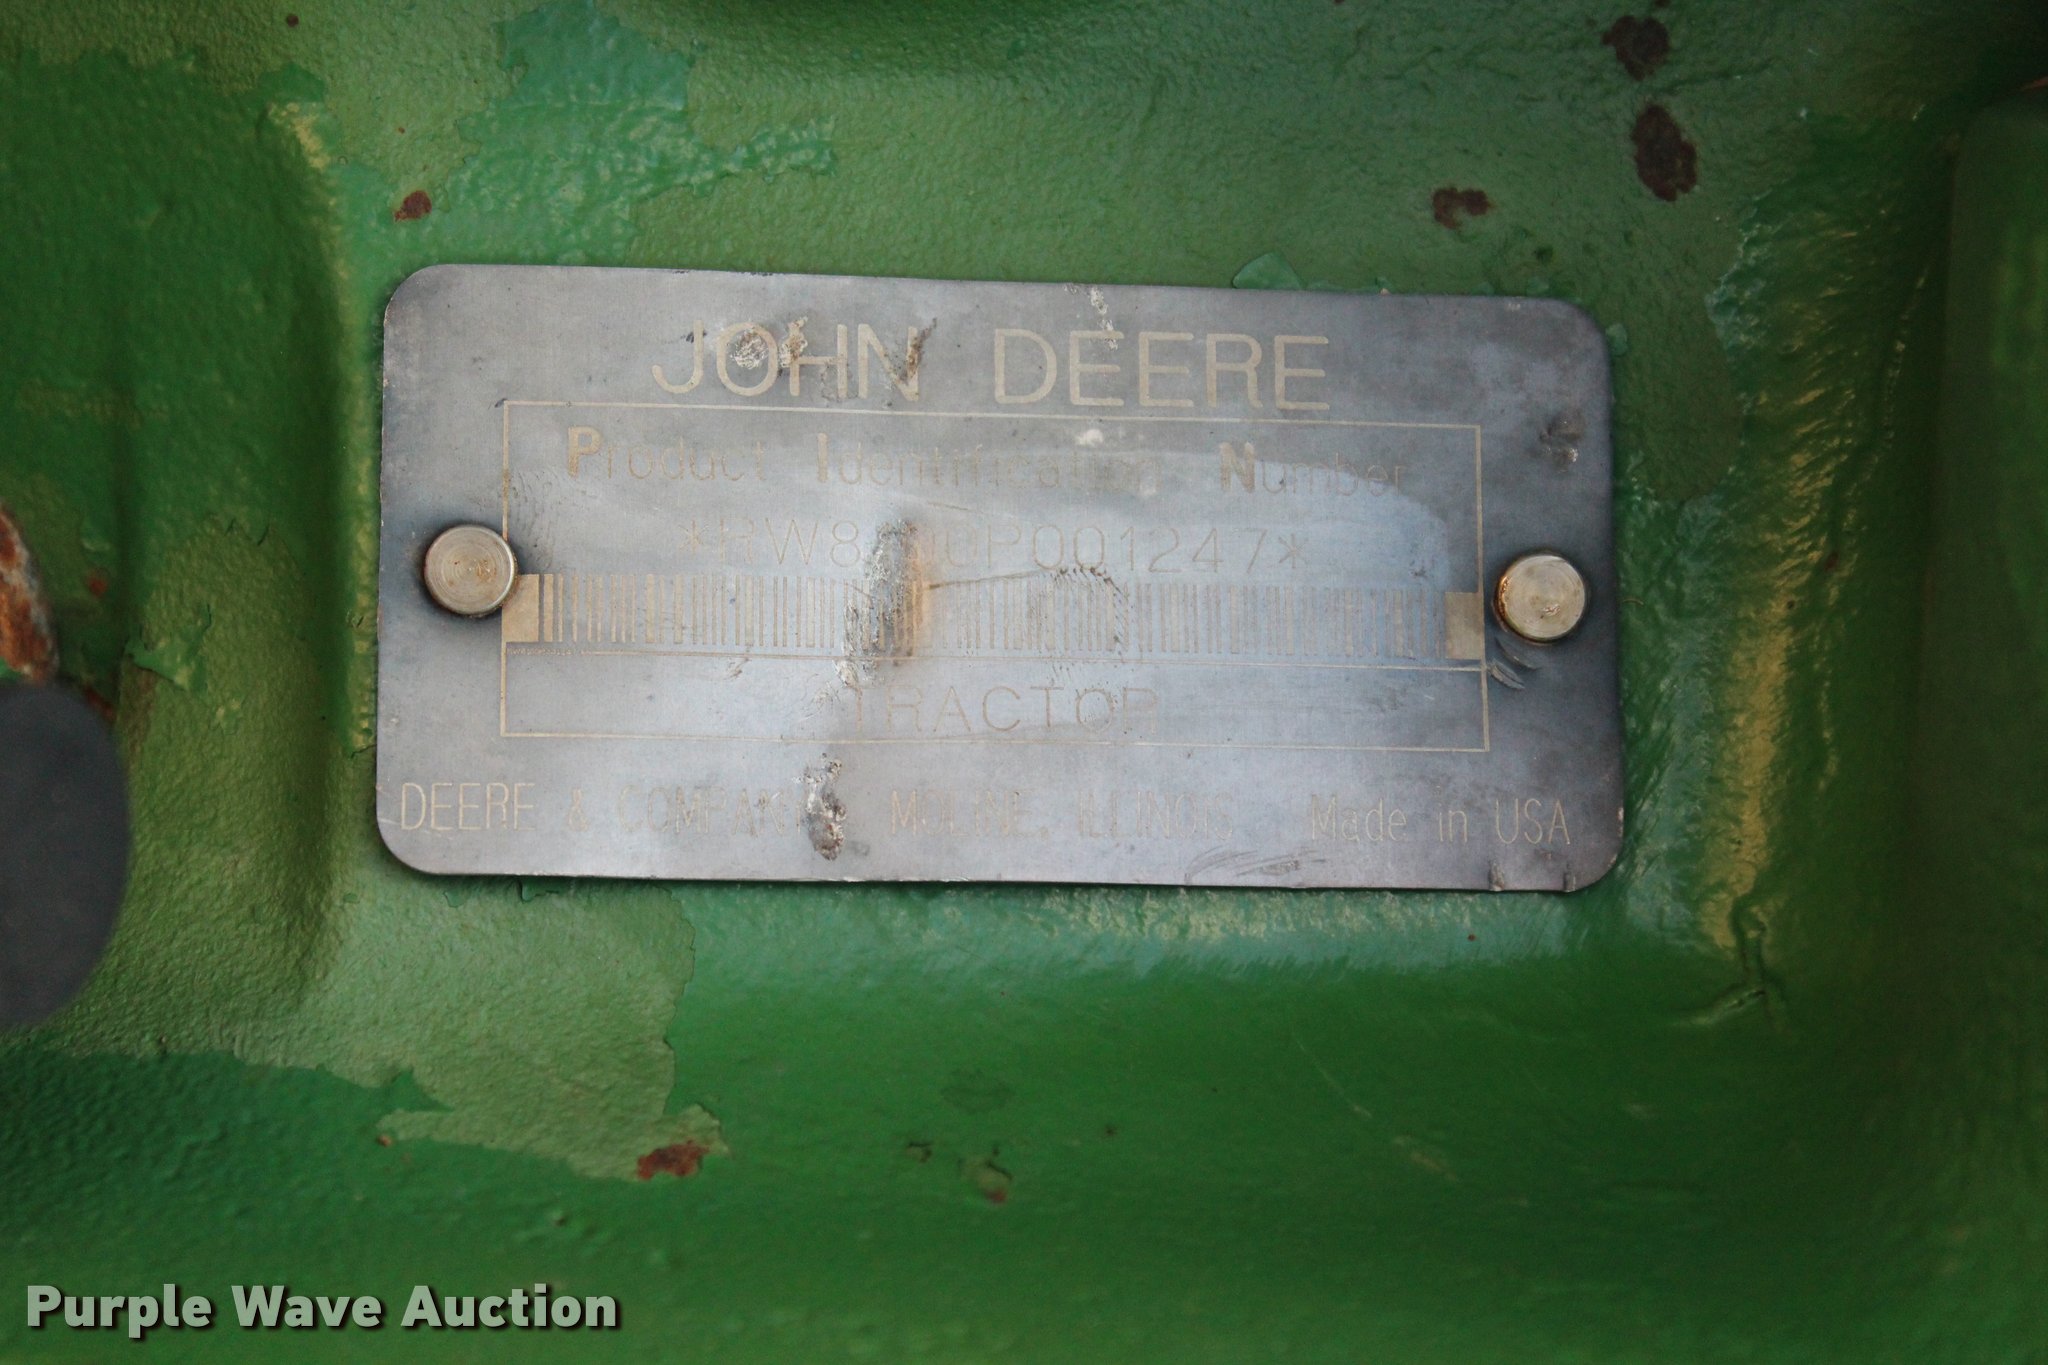 JOHN DEERE
Product Identification Number
TRACTOR
DEERE & COMPANY MOLINE, ILLINOIS Made in USA
Purple Wave Auction